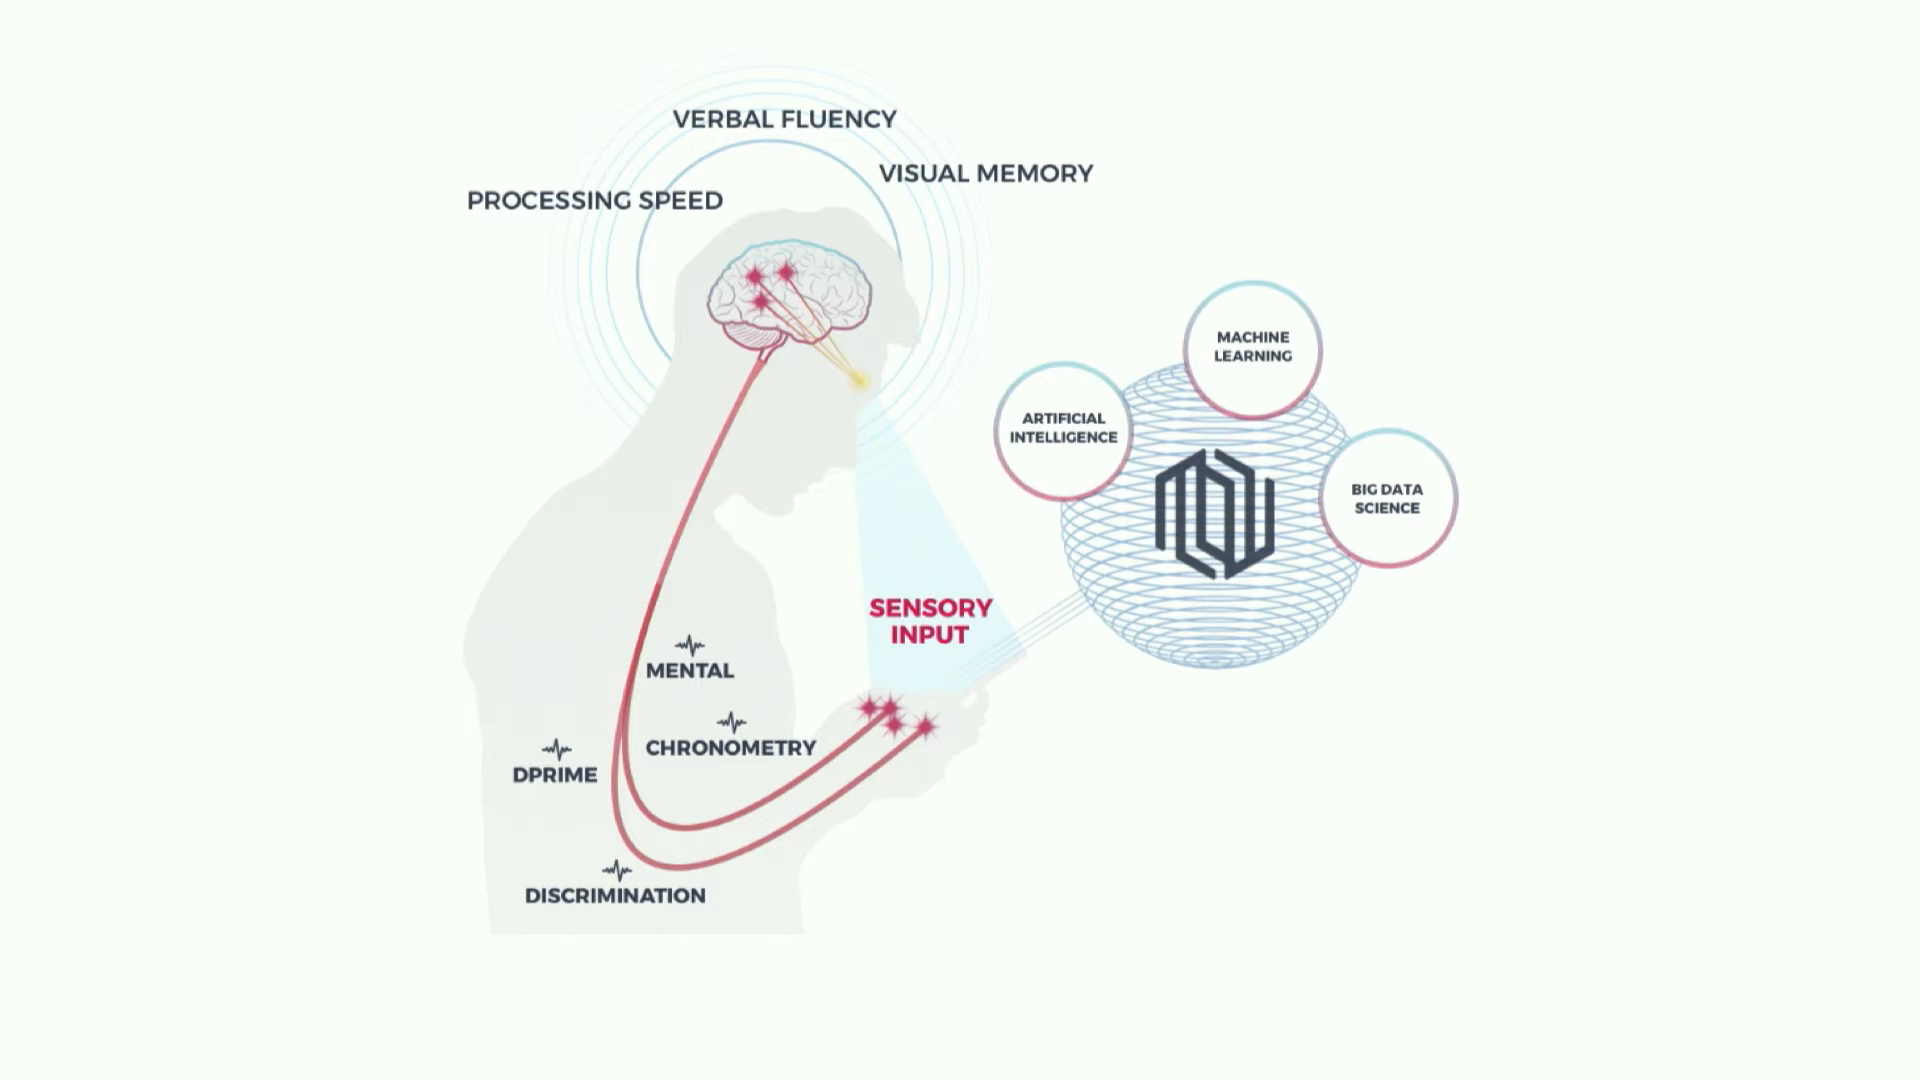 VERBAL FLUENCY
VISUAL MEMORY
PROCESSING SPEED
MACHINE
LEARNING
ARTIFICIAL
INTELLIGENCE
BIG DATA
SCIENCE
SENSORY
INPUT
MENTAL
CHRONOMETRY
DPRIME
DISCRIMINATION